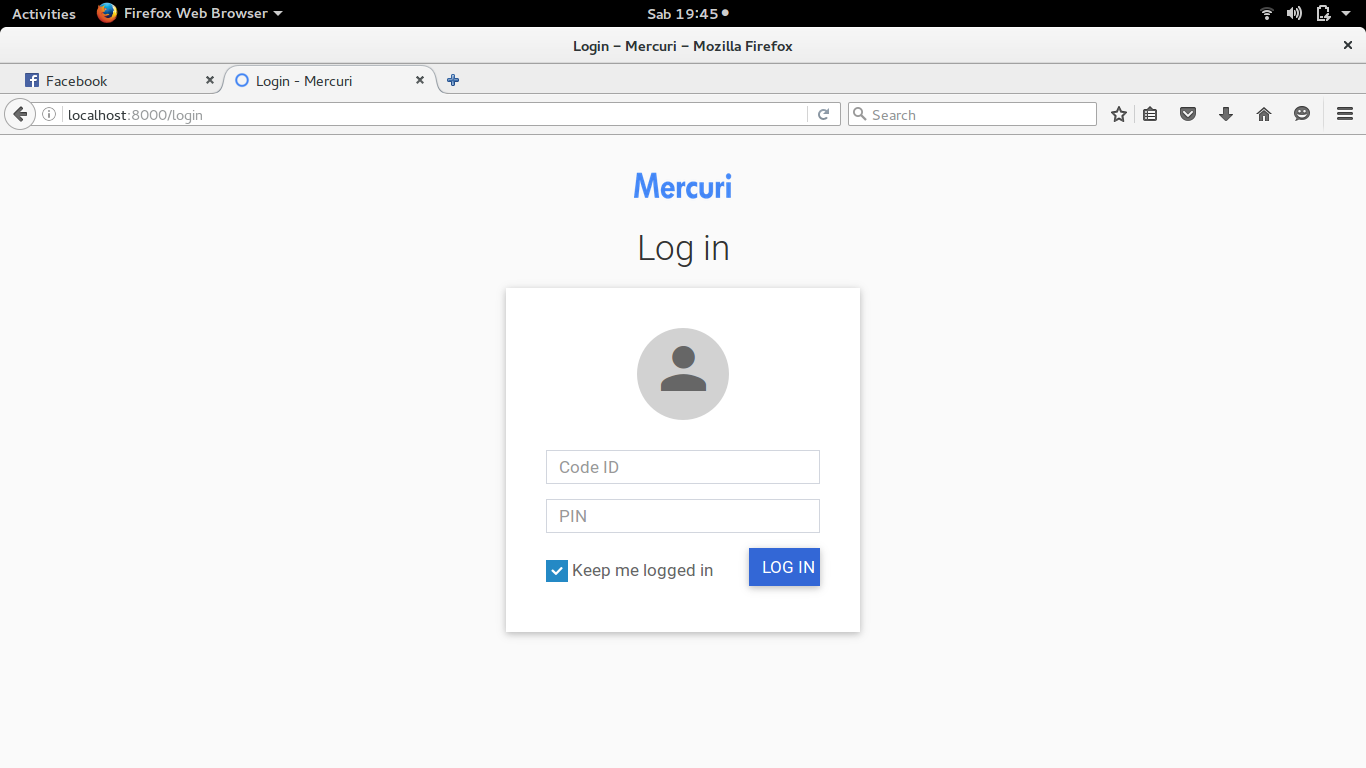 Activities Firefox Web Browser Sab 19:45
Login – Mercuri – Mozilla Firefox
Facebook Login - Mercuri
localhost:8000/login Search
Mercuri
Log in
Code ID
PIN
Keep me logged in LOG IN